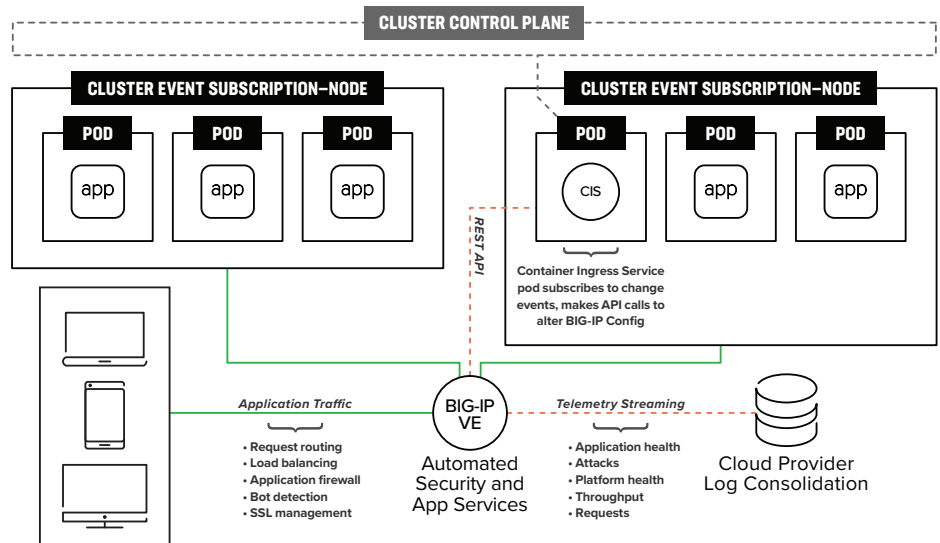 CLUSTER CONTROL PLANE
CLUSTER EVENT SUBSCRIPTION–NODE
POD
POD
POD
app
app
app
CLUSTER EVENT SUBSCRIPTION–NODE
POD
POD
POD
CIS
app
app
REST API
Container Ingress Service
pod subscribes to change
events, makes API calls to
alter BIG-IP Config
Application Traffic
• Request routing
• Load balancing
• Application firewall
• Bot detection
• SSL management
BIG-IP
VE
Automated
Security and
App Services
Telemetry Streaming
• Application health
• Attacks
• Platform health
• Throughput
• Requests
Cloud Provider
Log Consolidation